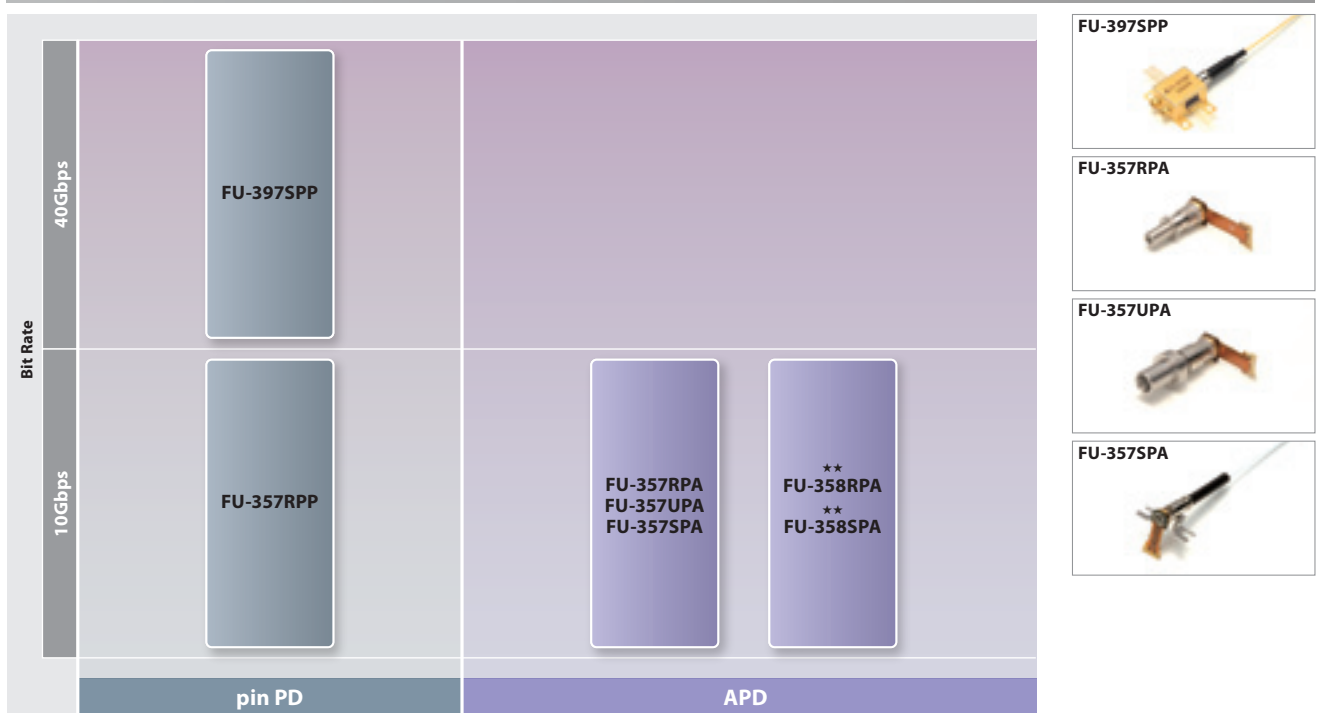 Bit Rate
40Gbps
10Gbps
FU-397SPP
FU-357RPP
FU-357RPA
FU-357UPA
FU-357SPA
★★
FU-358RPA
★★
FU-358SPA
pin PD
APD
FU-397SPP
FU-357RPA
FU-357UPA
FU-357SPA